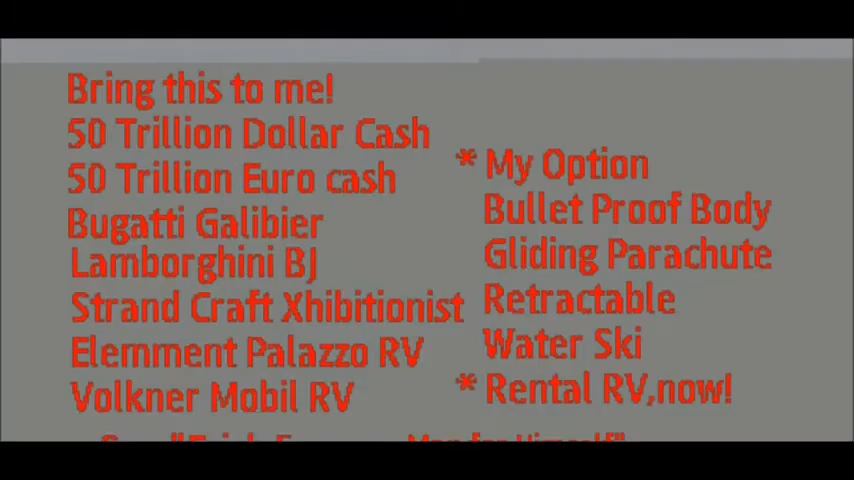 Bring this to me!
50 Trillion Dollar Cash
50 Trillion Euro cash
Bugatti Galibier
Lamborghini BJ
Strand Craft Xhibitionist
Elemment Palazzo RV
Volkner Mobil RV
* My Option
Bullet Proof Body
Gliding Parachute
Retractable
Water Ski
* Rental RV,now!